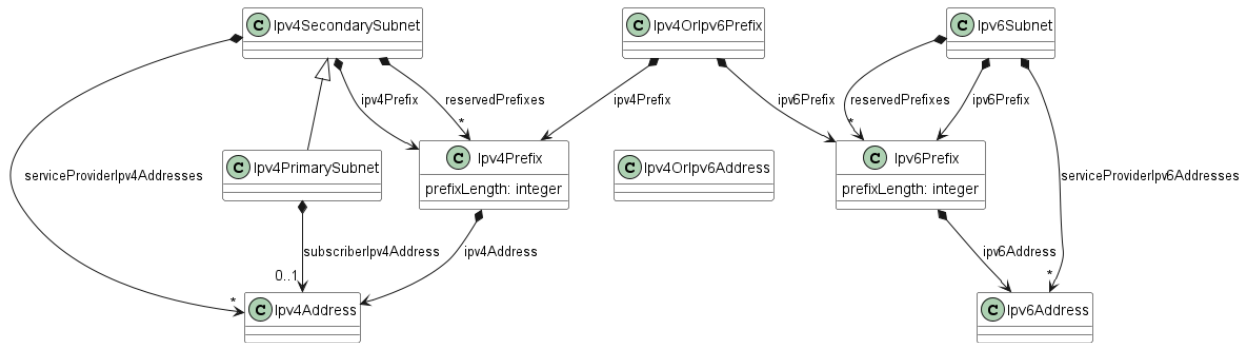 C Ipv4SecondarySubnet
C Ipv4OrIpv6Prefix
C Ipv6Subnet
ipv4Prefix
reservedPrefixes
*
ipv4Prefix
ipv6Prefix
reservedPrefixes
*
ipv6Prefix
serviceProviderIpv4Addresses
C Ipv4PrimarySubnet
C Ipv4Prefix
prefixLength: integer
C Ipv4OrIpv6Address
C Ipv6Prefix
prefixLength: integer
serviceProviderIpv6Addresses
subscriberIpv4Address
0..1
ipv4Address
ipv6Address
*
*
C Ipv4Address
C Ipv6Address